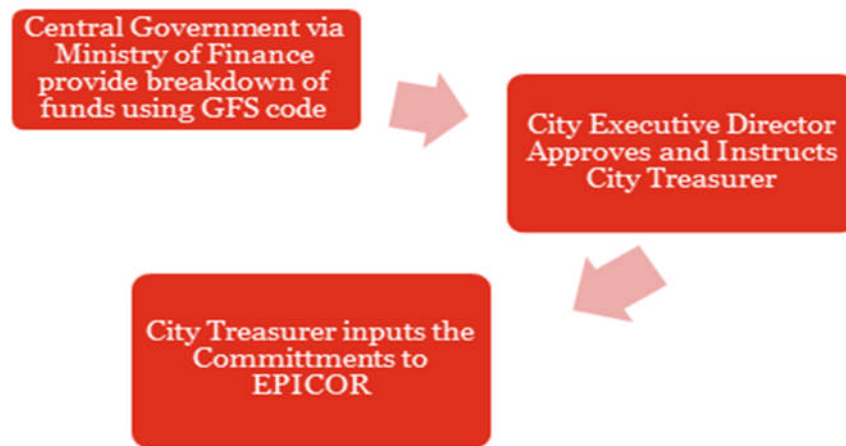 Central Government via
Ministry of Finance
provide breakdown of
funds using GFS code
City Executive Director
Approves and Instructs
City Treasurer
City Treasurer inputs the
Committments to
EPICOR